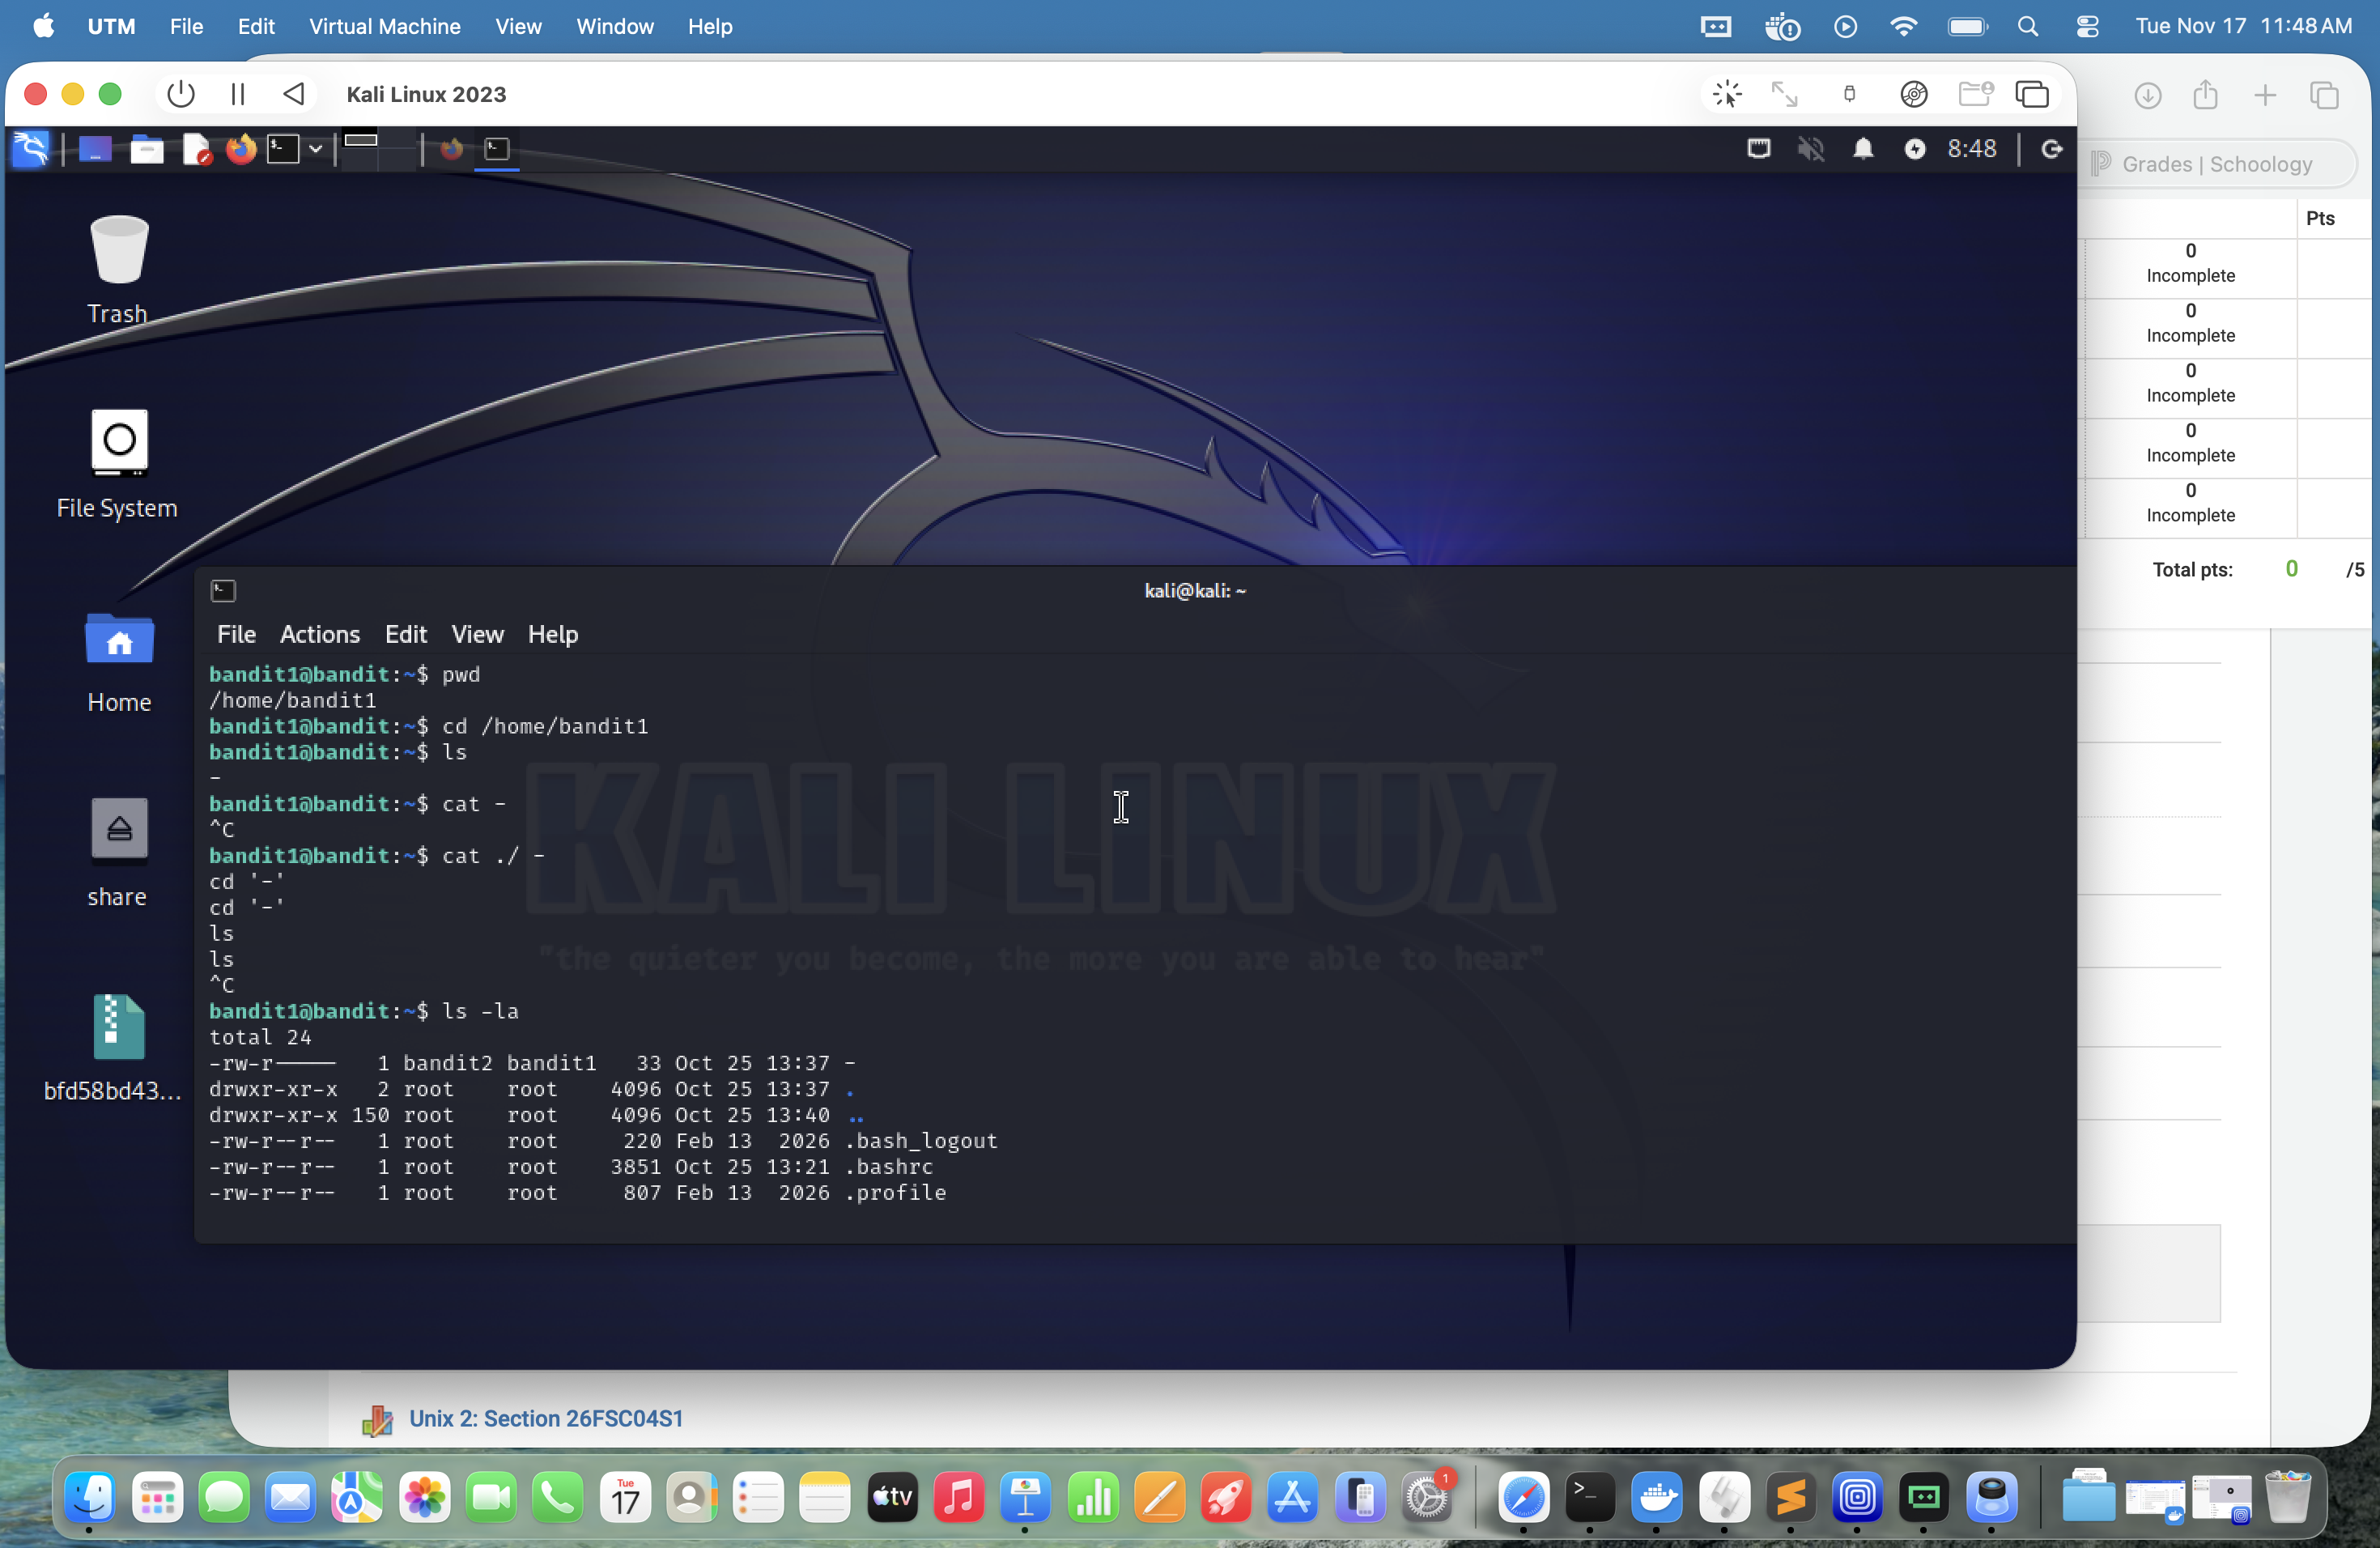 UTM File Edit Virtual Machine View Window Help Tue Nov 17 11:48 AM
Kali Linux 2023
8:48
Grades | Schoology
Pts
0
Incomplete
0
Incomplete
0
Incomplete
0
Incomplete
0
Incomplete
Total pts: 0 /5
Trash
File System
Home
share
bfd58bd43...
kali@kali: ~
File Actions Edit View Help
bandit1@bandit:~$ pwd
/home/bandit1
bandit1@bandit:~$ cd /home/bandit1
bandit1@bandit:~$ ls
-
bandit1@bandit:~$ cat -
^C
bandit1@bandit:~$ cat ./ -
cd '-'
cd '-'
ls
ls
^C
bandit1@bandit:~$ ls -la
total 24
-rw-r----- 1 bandit2 bandit1 33 Oct 25 13:37 -
drwxr-xr-x 2 root root 4096 Oct 25 13:37 .
drwxr-xr-x 150 root root 4096 Oct 25 13:40 ..
-rw-r--r-- 1 root root 220 Feb 13 2026 .bash_logout
-rw-r--r-- 1 root root 3851 Oct 25 13:21 .bashrc
-rw-r--r-- 1 root root 807 Feb 13 2026 .profile
KALI LINUX
"the quieter you become, the more you are able to hear"
Unix 2: Section 26FSC04S1
Tue
17
tv
1